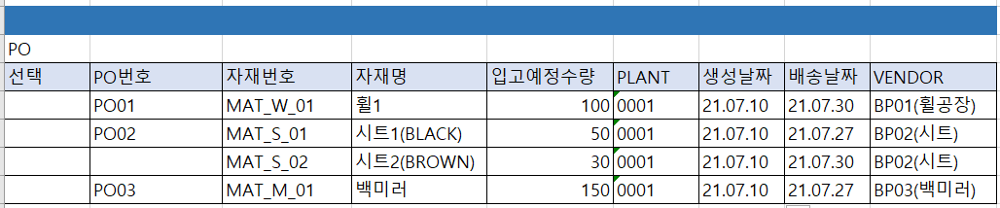 PO
선택 PO번호 자재번호 자재명 입고예정수량 PLANT 생성날짜 배송날짜 VENDOR
PO01 MAT_W_01 휠1 100 0001 21.07.10 21.07.30 BP01(휠공장)
PO02 MAT_S_01 시트1(BLACK) 50 0001 21.07.10 21.07.27 BP02(시트)
MAT_S_02 시트2(BROWN) 30 0001 21.07.10 21.07.30 BP02(시트)
PO03 MAT_M_01 백미러 150 0001 21.07.10 21.07.27 BP03(백미러)